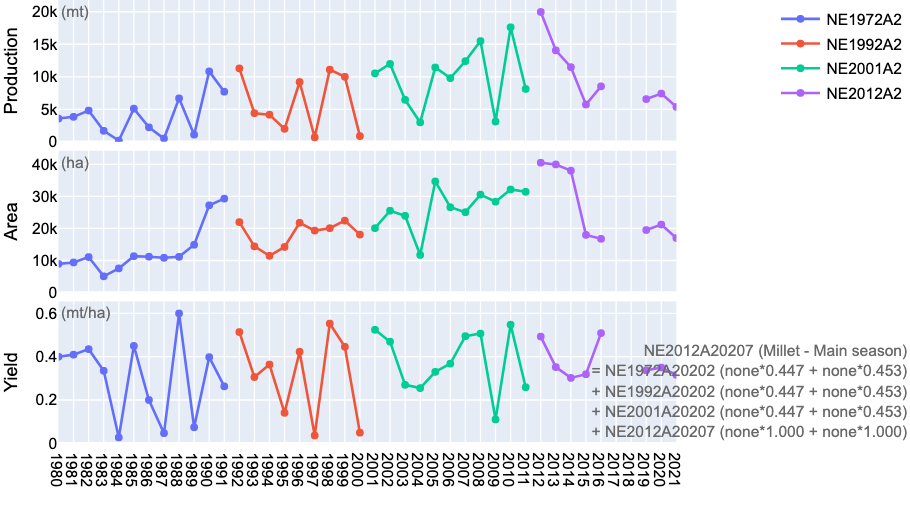 20k (mt)
15k
10k
5k
0
Production
NE1972A2
NE1992A2
NE2001A2
NE2012A2
40k (ha)
30k
20k
10k
0
Area
0.6 (mt/ha)
0.4
0.2
0
Yield
NE2012A20207 (Millet - Main season)
= NE1972A20202 (none*0.447 + none*0.453)
+ NE1992A20202 (none*0.447 + none*0.453)
+ NE2001A20202 (none*0.447 + none*0.453)
+ NE2012A20207 (none*1.000 + none*1.000)
1980 1981 1982 1983 1984 1985 1986 1987 1988 1989 1990 1991 1992 1993 1994 1995 1996 1997 1998 1999 2000 2001 2002 2003 2004 2005 2006 2007 2008 2009 2010 2011 2012 2013 2014 2015 2016 2017 2018 2019 2020 2021